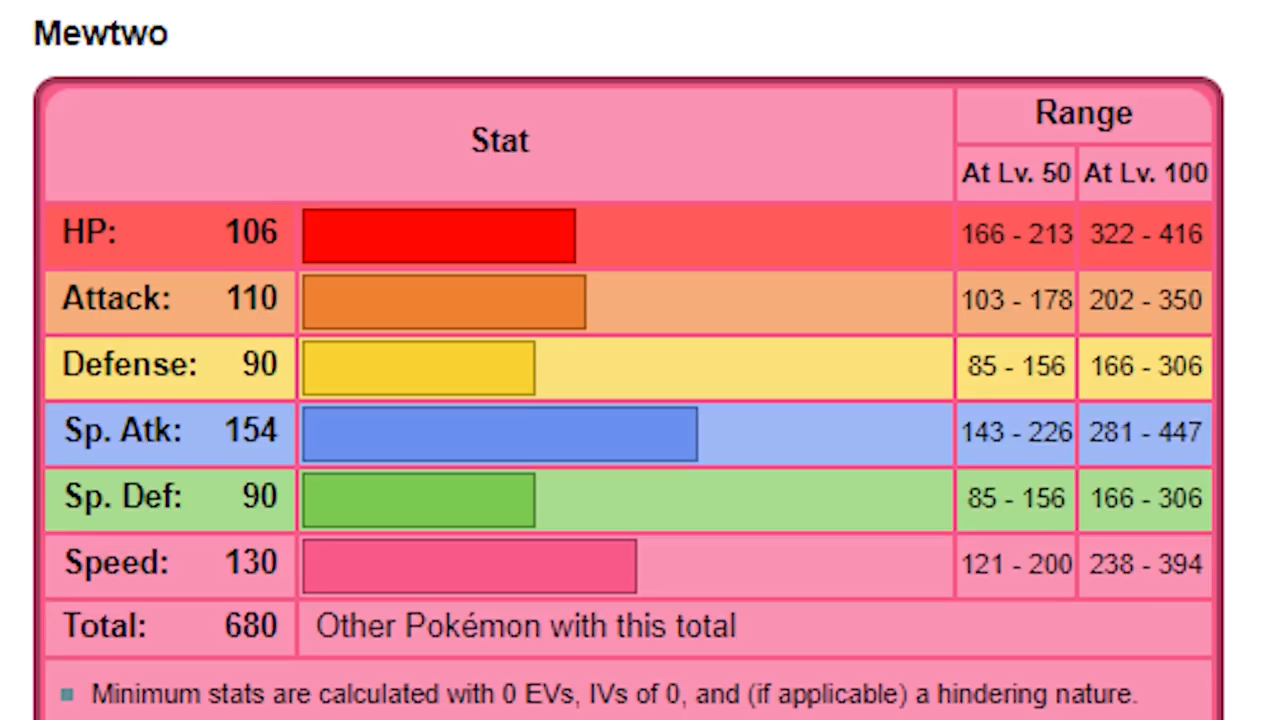 Mewtwo
Stat
Range
At Lv. 50 At Lv. 100
HP: 106 166 - 213 322 - 416
Attack: 110 103 - 178 202 - 350
Defense: 90 85 - 156 166 - 306
Sp. Atk: 154 143 - 226 281 - 447
Sp. Def: 90 85 - 156 166 - 306
Speed: 130 121 - 200 238 - 394
Total: 680 Other Pokémon with this total
Minimum stats are calculated with 0 EVs, IVs of 0, and (if applicable) a hindering nature.